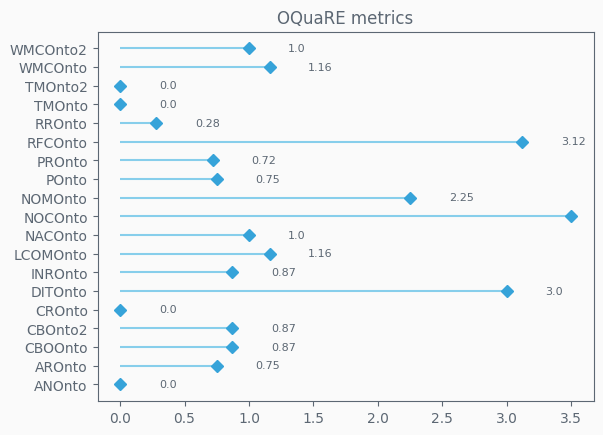 OQuaRE metrics
WMCOnto2 1.0
WMCOnto 1.16
TMOnto2 0.0
TMOnto 0.0
RROnto 0.28
RFCOnto 3.12
PROnto 0.72
POnto 0.75
NOMOnto 2.25
NOCOnto
NACOnto 1.0
LCOMOnto 1.16
INROnto 0.87
DITOnto 3.0
CROnto 0.0
CBOnto2 0.87
CBOOnto 0.87
AROnto 0.75
ANOnto 0.0
0.0 0.5 1.0 1.5 2.0 2.5 3.0 3.5